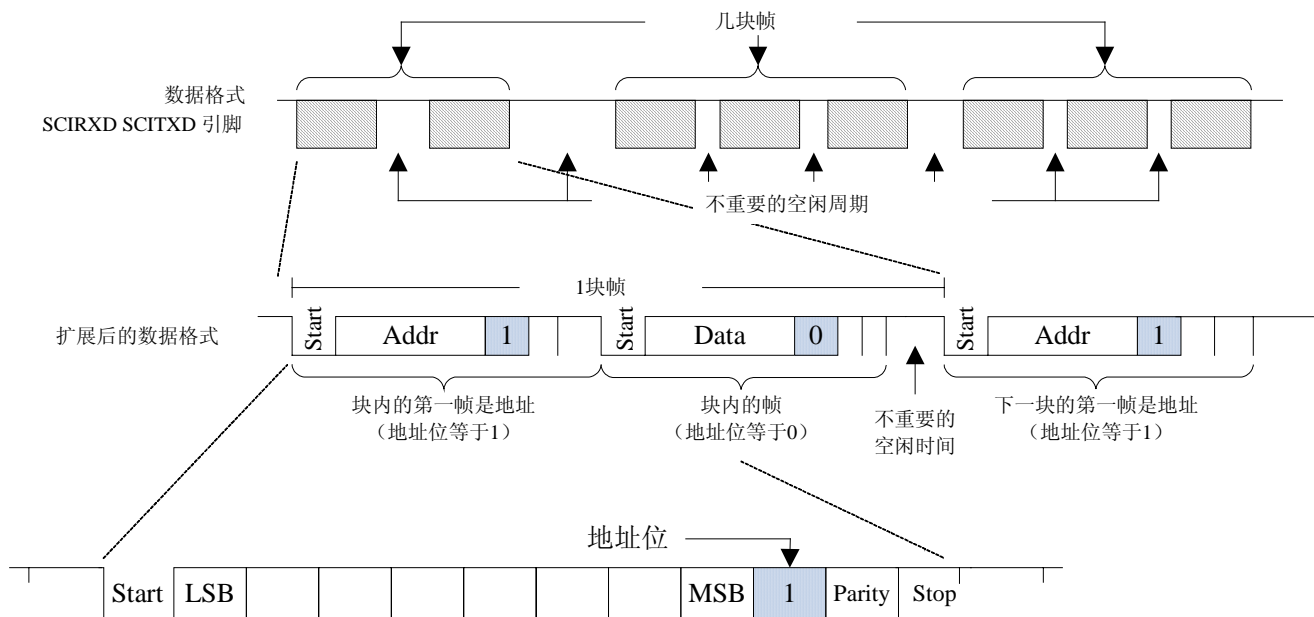 几块帧
数据格式
SCIRXD SCITXD 引脚
不重要的空闲周期
1块帧
扩展后的数据格式
Start
Addr
1
Start
Data
0
Start
Addr
1
块内的第一帧是地址
（地址位等于1）
块内的帧
（地址位等于0）
不重要的
空闲时间
下一块的第一帧是地址
（地址位等于1）
地址位
Start
LSB
MSB
1
Parity
Stop